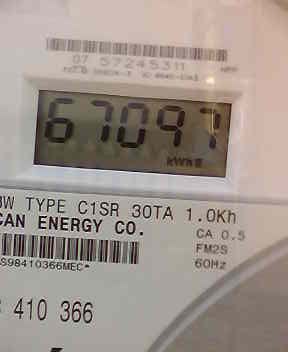 07 57245311
67097
kWh
3W TYPE C1SR 30TA 1.0Kh
CAN ENERGY CO.
CA 0.5
FM2S
60Hz
S98410366MEC*
410 366